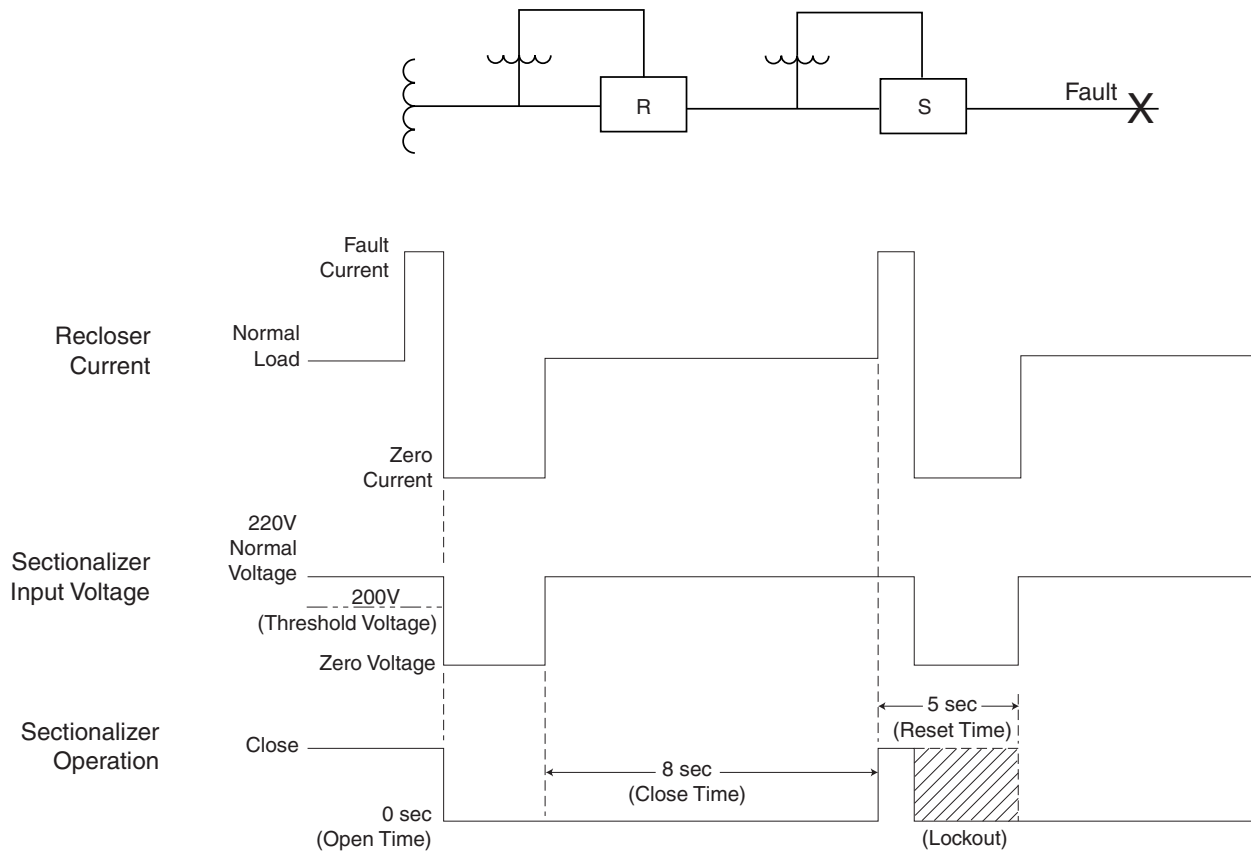 R
S
Fault
X
Fault
Current
Recloser
Current
Normal
Load
Zero
Current
Sectionalizer
Input Voltage
220V
Normal
Voltage
200V
(Threshold Voltage)
Zero Voltage
Sectionalizer
Operation
Close
5 sec
(Reset Time)
8 sec
(Close Time)
0 sec
(Open Time)
(Lockout)